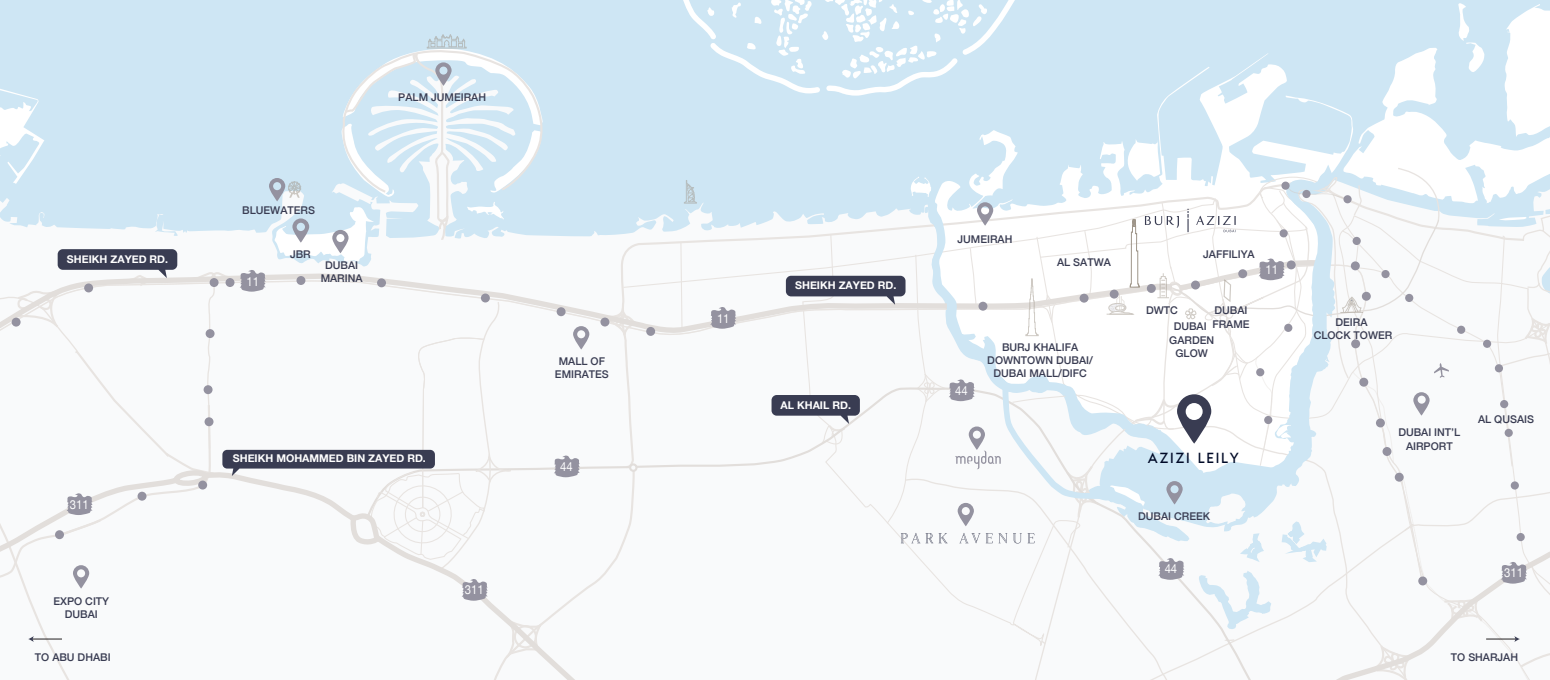 PALM JUMEIRAH
BLUEWATERS
JBR
DUBAI
MARINA
SHEIKH ZAYED RD.
11
JUMEIRAH
BURJ AZIZI
AL SATWA
JAFFILIYA
11
SHEIKH ZAYED RD.
11
DWTC
DUBAI
GARDEN
GLOW
DUBAI
FRAME
DEIRA
CLOCK TOWER
MALL OF
EMIRATES
BURJ KHALIFA
DOWNTOWN DUBAI/
DUBAI MALL/DIFC
44
AL KHAIL RD.
DUBAI INT'L
AIRPORT
AL QUSAIS
meydan
AZIZI LEILY
SHEIKH MOHAMMED BIN ZAYED RD.
44
311
DUBAI CREEK
PARK AVENUE
44
311
311
EXPO CITY
DUBAI
TO ABU DHABI
TO SHARJAH